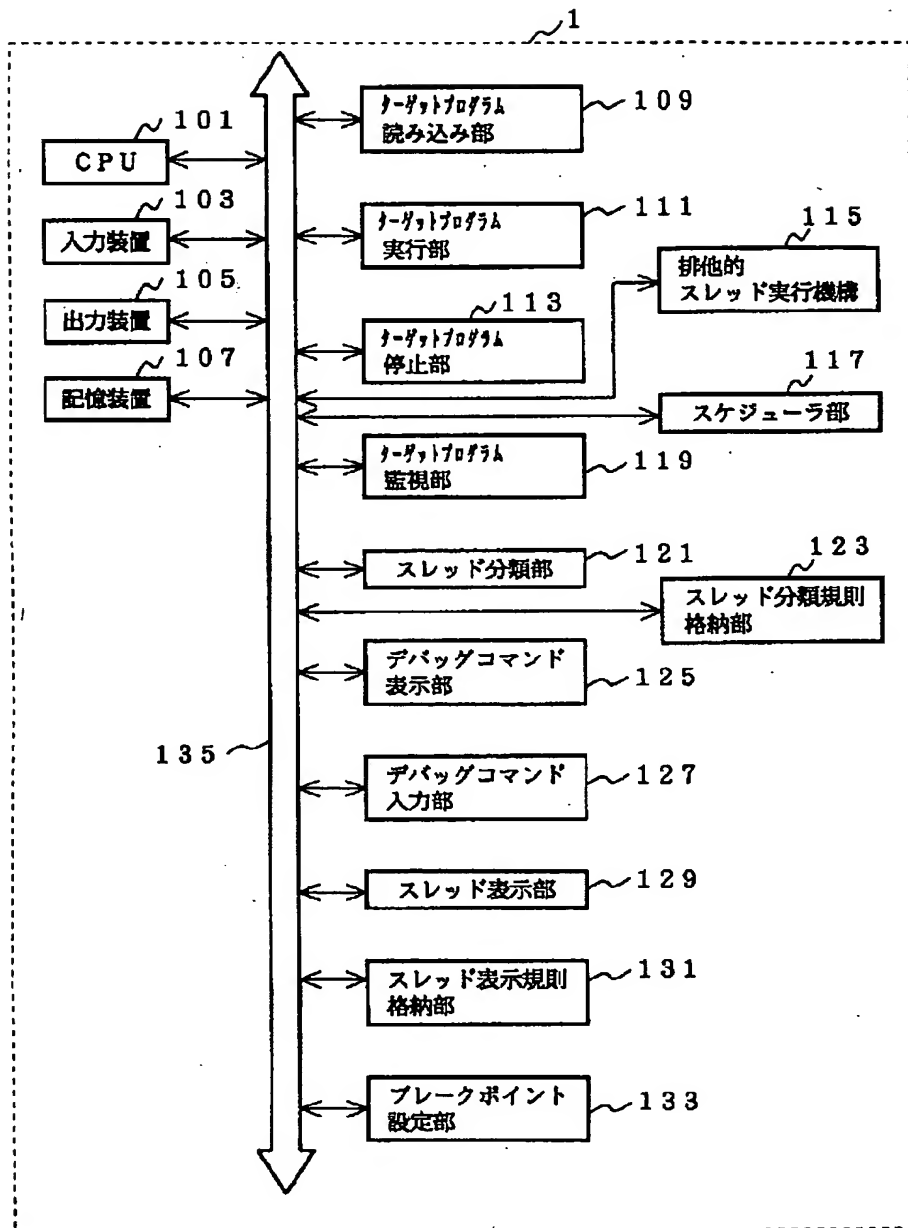 1
101
CPU
103
入力装置
105
出力装置
107
記憶装置
ターゲットプログラム
読み込み部
109
ターゲットプログラム
実行部
111
113
ターゲットプログラム
停止部
115
排他的
スレッド実行機構
117
スケジューラ部
ターゲットプログラム
監視部
119
スレッド分類部
121
123
スレッド分類規則
格納部
デバッグコマンド
表示部
125
135
デバッグコマンド
入力部
127
スレッド表示部
129
スレッド表示規則
格納部
131
ブレークポイント
設定部
133